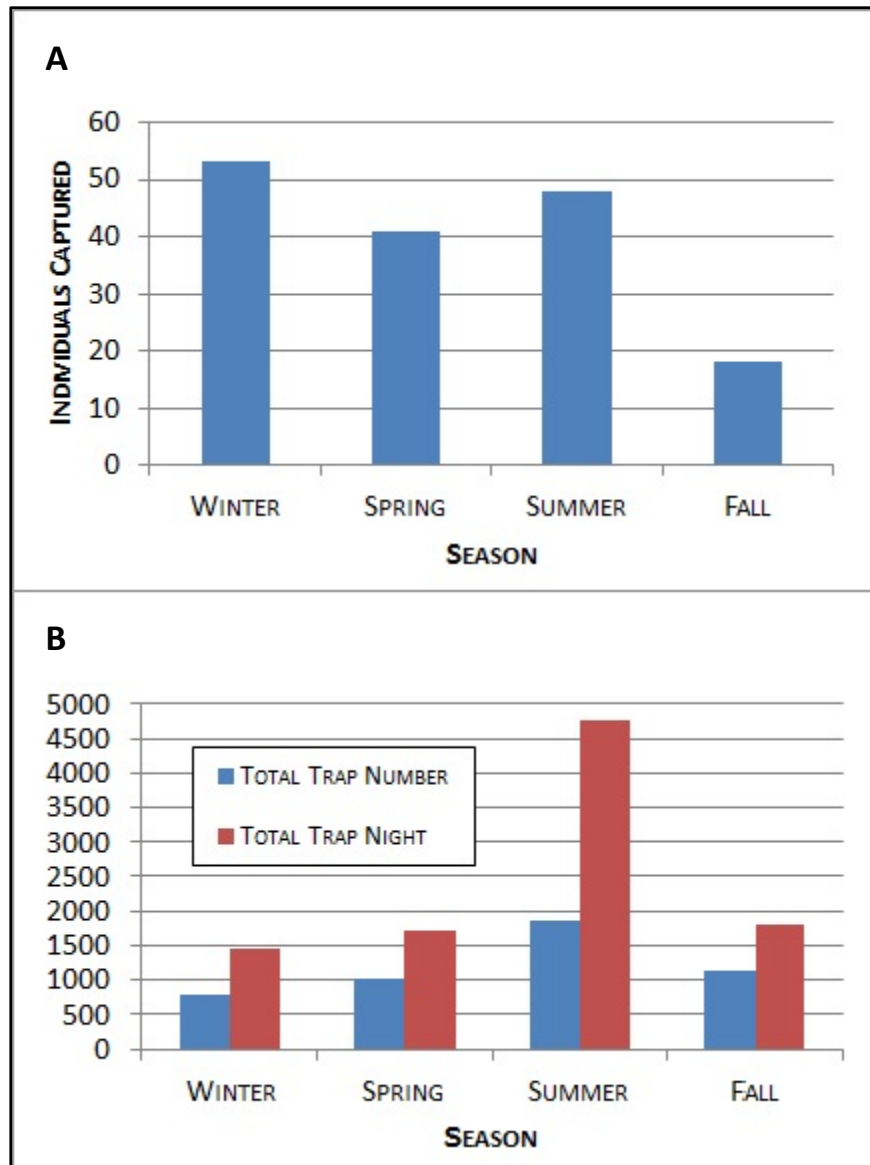 A
60
50
40
30
20
10
0
INDIVIDUALS CAPTURED
WINTER SPRING SUMMER FALL
SEASON
B
5000
4500
4000
3500
3000
2500
2000
1500
1000
500
0
TOTAL TRAP NUMBER
TOTAL TRAP NIGHT
WINTER SPRING SUMMER FALL
SEASON